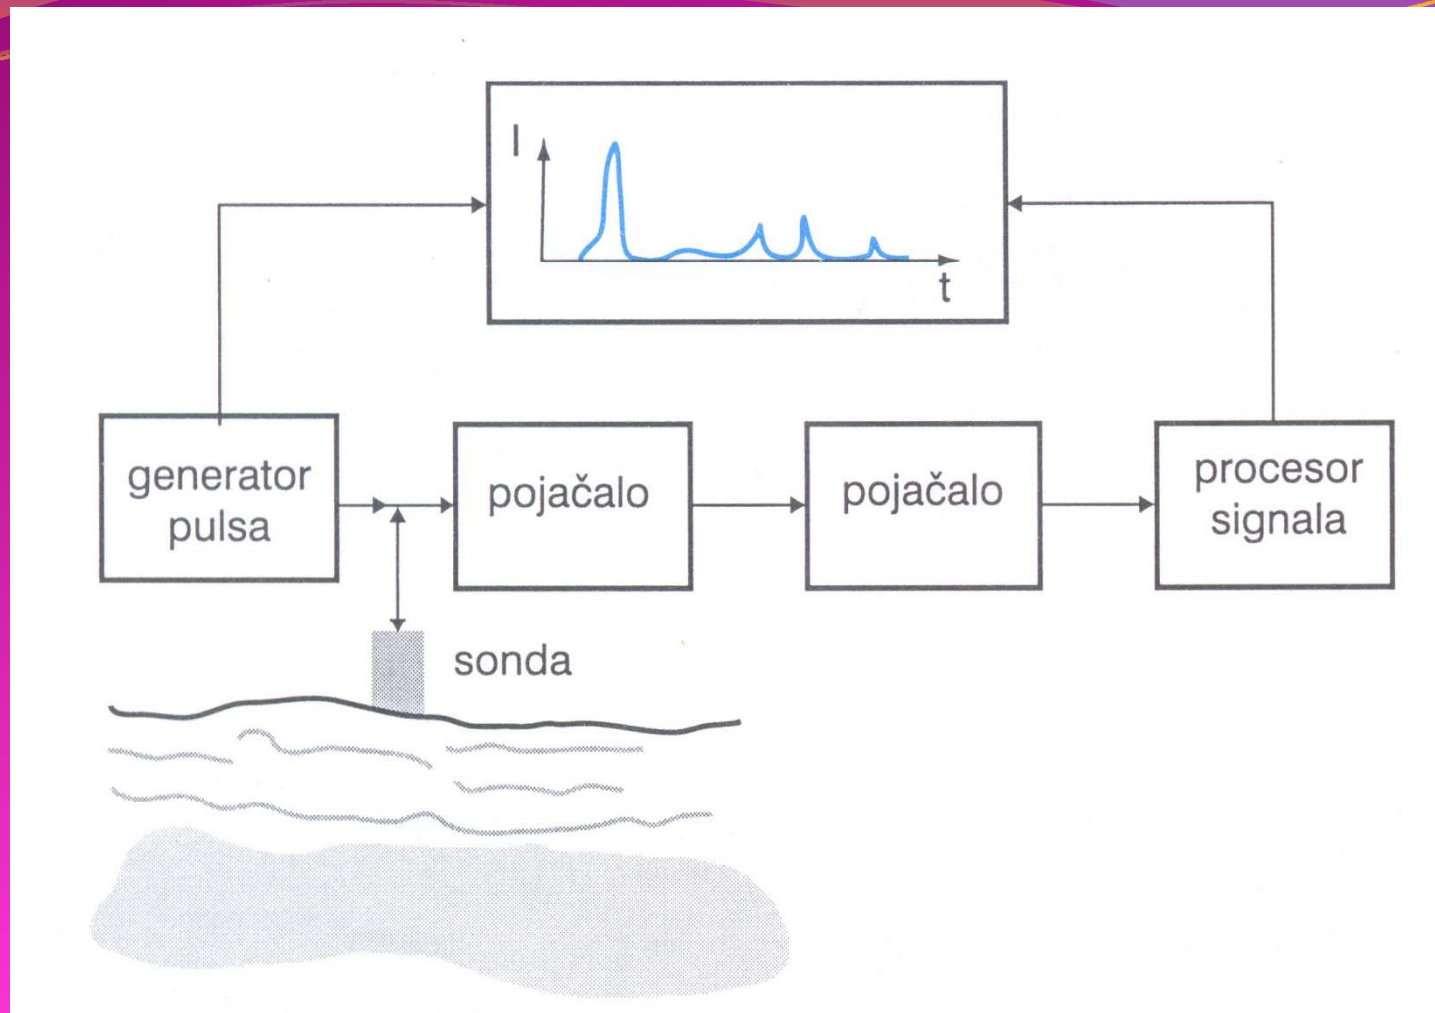 I
t
generator
pulsa
pojačalo
pojačalo
procesor
signala
sonda